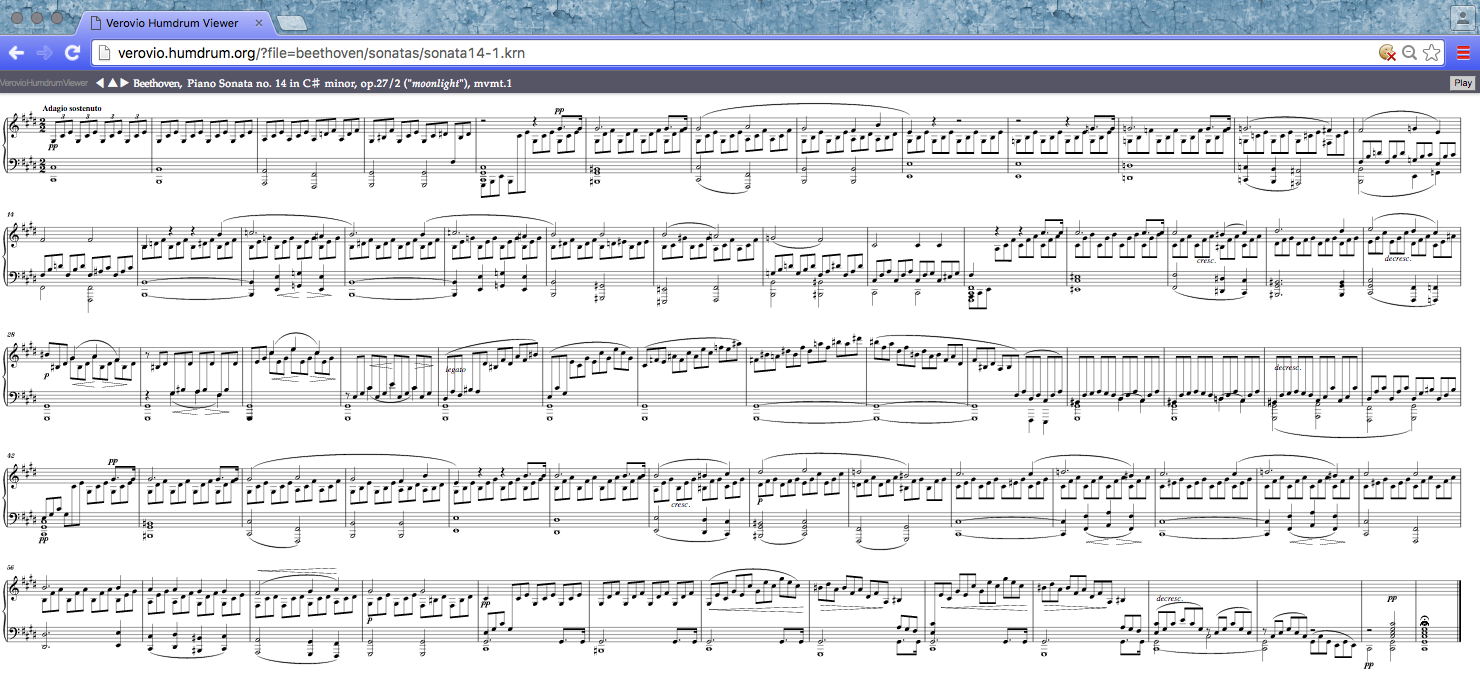 Verovio Humdrum Viewer
verovio.humdrum.org/?file=beethoven/sonatas/sonata14-1.krn
VerovioHumdrumViewer Beethoven, Piano Sonata no. 14 in C♯ minor, op.27/2 ("moonlight"), mvmt.1 Play
Adagio sostenuto
3 3 3 3
pp
pp
14
cresc.
decresc.
28
p
legato
decresc.
42
pp
pp
cresc.
p
56
p
pp
decresc.
pp
pp